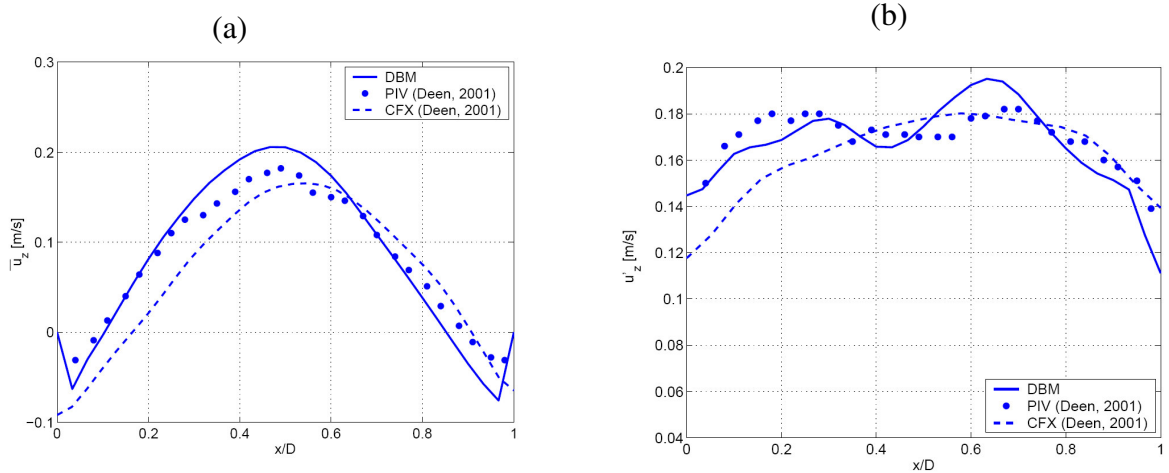 (a)
0.3
0.2
0.1
0
−0.1
u̅z [m/s]
0
0.2
0.4
0.6
0.8
1
x/D
DBM
PIV (Deen, 2001)
CFX (Deen, 2001)
(b)
0.2
0.18
0.16
0.14
0.12
0.1
0.08
0.06
0.04
u'z [m/s]
0
0.2
0.4
0.6
0.8
1
x/D
DBM
PIV (Deen, 2001)
CFX (Deen, 2001)